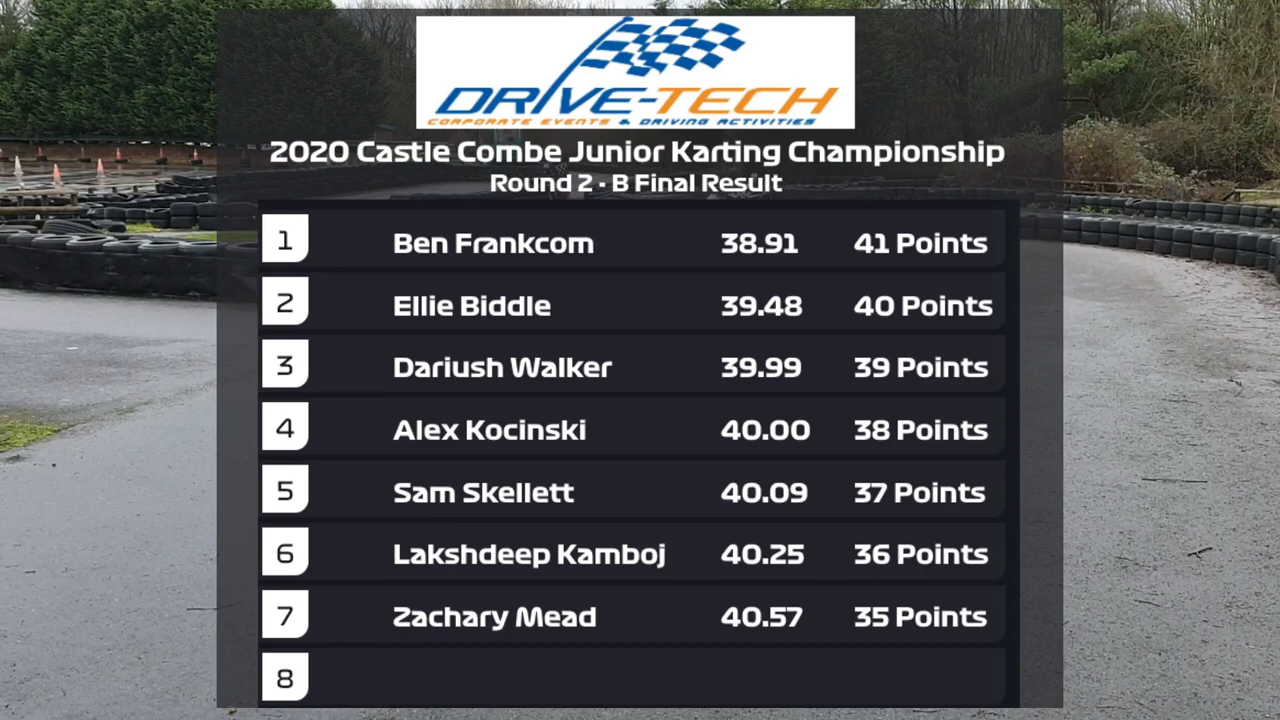 DRIVE-TECH
CORPORATE EVENTS & DRIVING ACTIVITIES
2020 Castle Combe Junior Karting Championship
Round 2 - B Final Result
1 Ben Frankcom 38.91 41 Points
2 Ellie Biddle 39.48 40 Points
3 Dariush Walker 39.99 39 Points
4 Alex Kocinski 40.00 38 Points
5 Sam Skellett 40.09 37 Points
6 Lakshdeep Kamboj 40.25 36 Points
7 Zachary Mead 40.57 35 Points
8